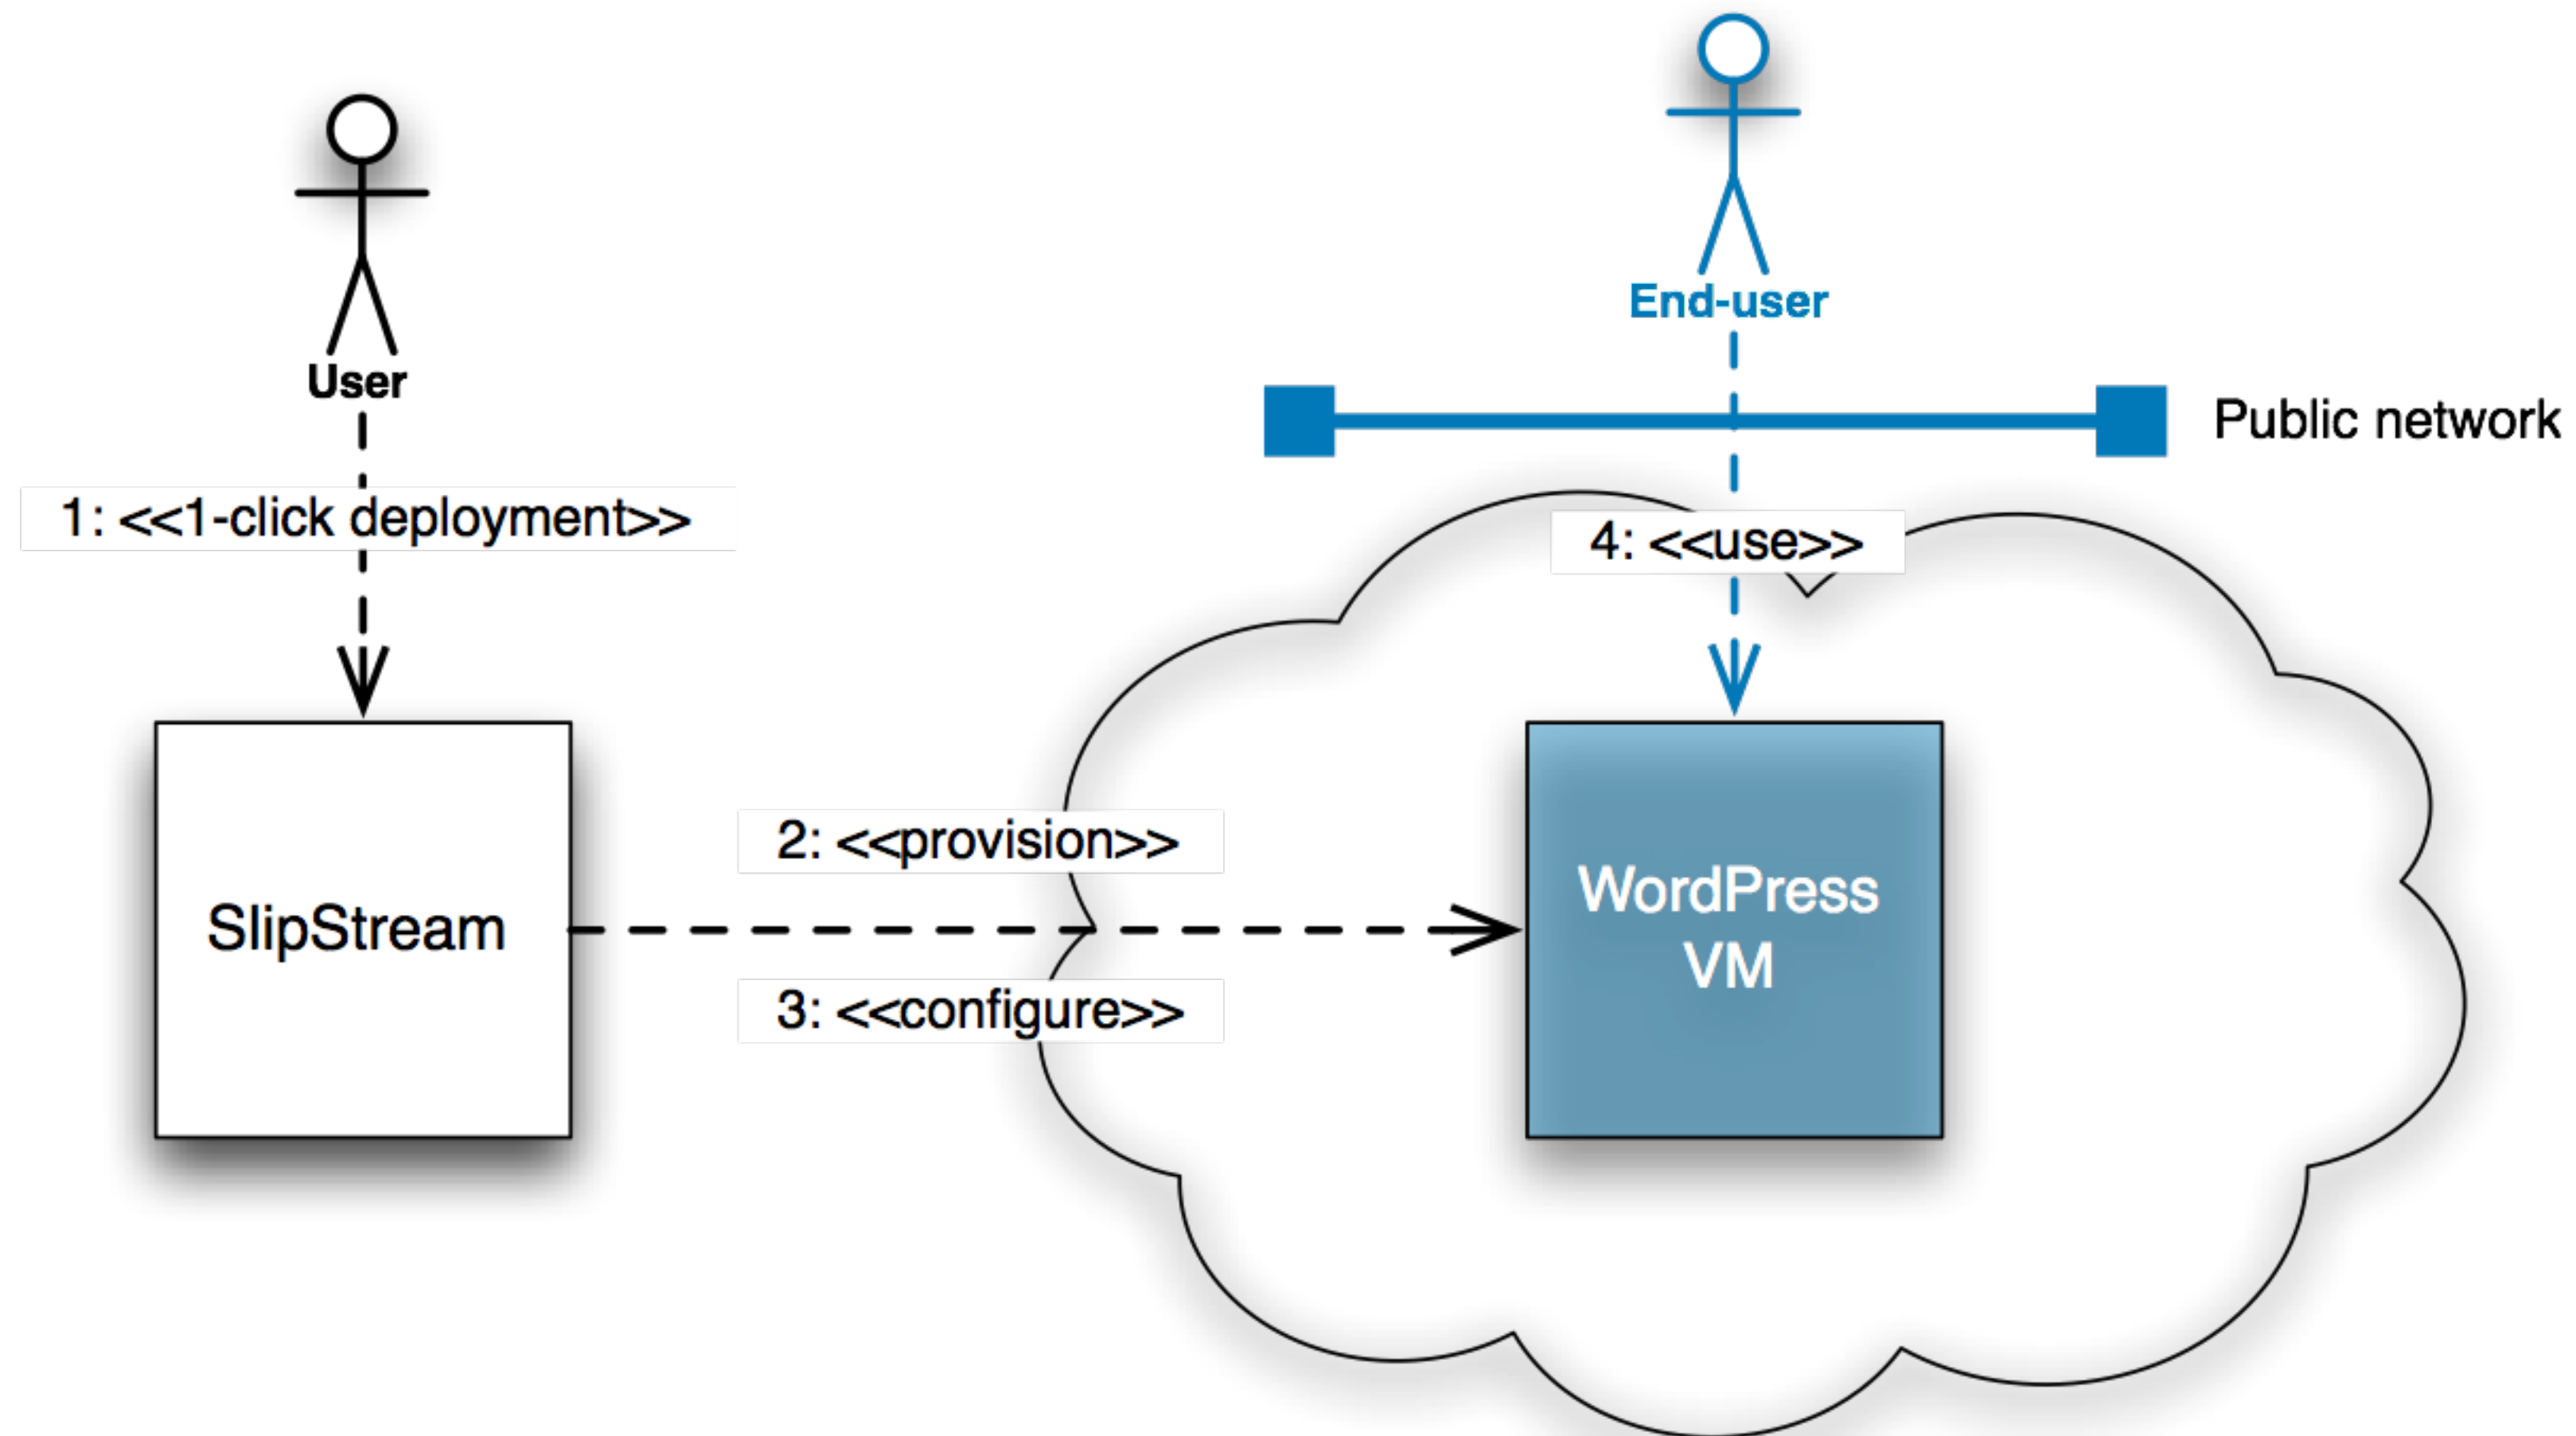 User
1: <<1-click deployment>>
SlipStream
2: <<provision>>
3: <<configure>>
End-user
Public network
4: <<use>>
WordPress
VM